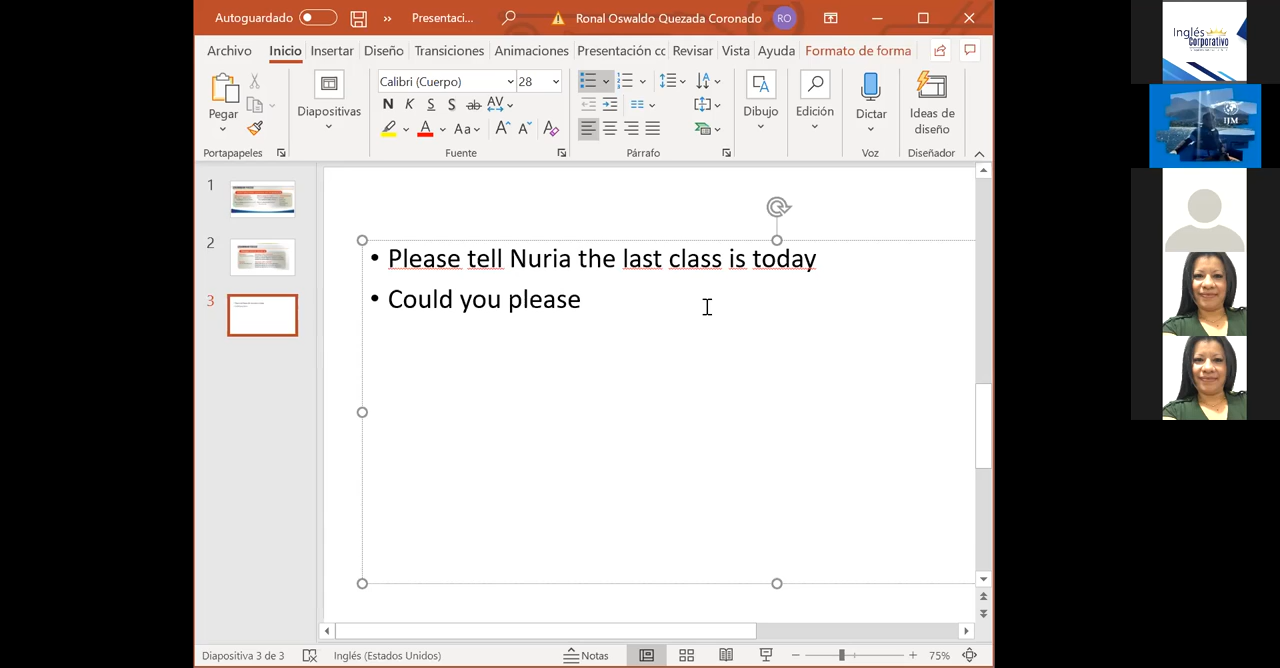 Autoguardado
Presentaci...
Ronal Oswaldo Quezada Coronado
RO
Archivo Inicio Insertar Diseño Transiciones Animaciones Presentación cc Revisar Vista Ayuda Formato de forma
Calibri (Cuerpo) 28
Pegar
Diapositivas
N K S S ab AV
Aa A A
Dibujo
Edición
Dictar
Ideas de
diseño
Portapapeles
Fuente
Párrafo
Voz
Diseñador
1
2
3
• Please tell Nuria the last class is today
• Could you please
Diapositiva 3 de 3
Inglés (Estados Unidos)
Notas
75%
Inglés
Corporativo
IJM